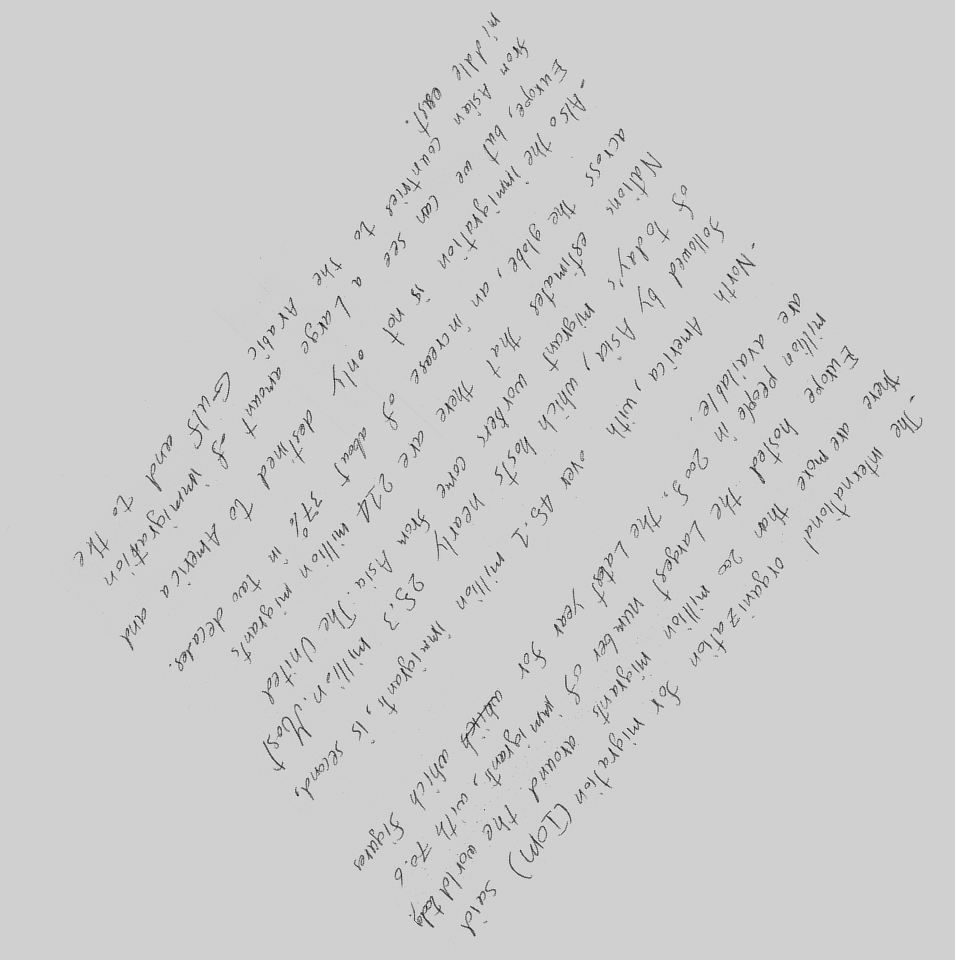 - The international organization for migration (IOM) said
there are more than 200 million migrants around the world today.
Europe hosted the Largest number of immigrant, with 70.6
million people in 2005. the Latest year for which which figures
are available.
- North America, with over 45.1 million immigrant, is second,
followed by Asia, which hosts nearly 25.3 million. Most
of today's migrant workers come from Asia. The United
Nations estimates that there are 214 million migrants
across the globe, an increase of about 37% in two decades.
- Also the immigration is not only destined to America and
Europe, but we can see a Large amount of immigration
from Asian countries to the Arabic Gulf and to the
middle east.